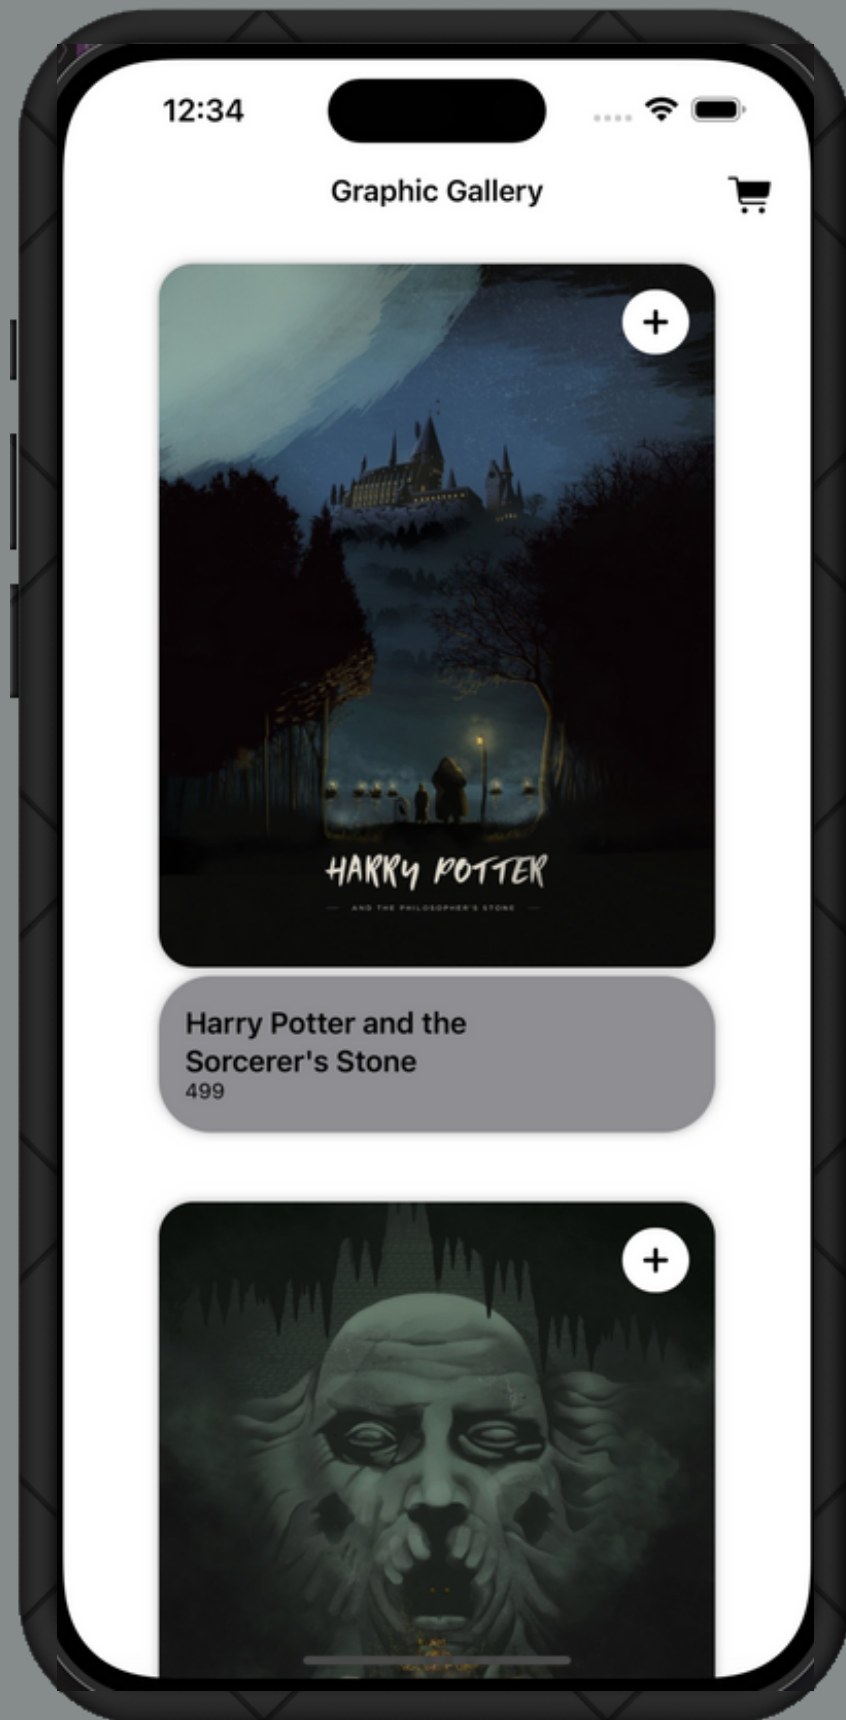 12:34
Graphic Gallery
HARRY POTTER
AND THE PHILOSOPHER'S STONE
Harry Potter and the
Sorcerer's Stone
499